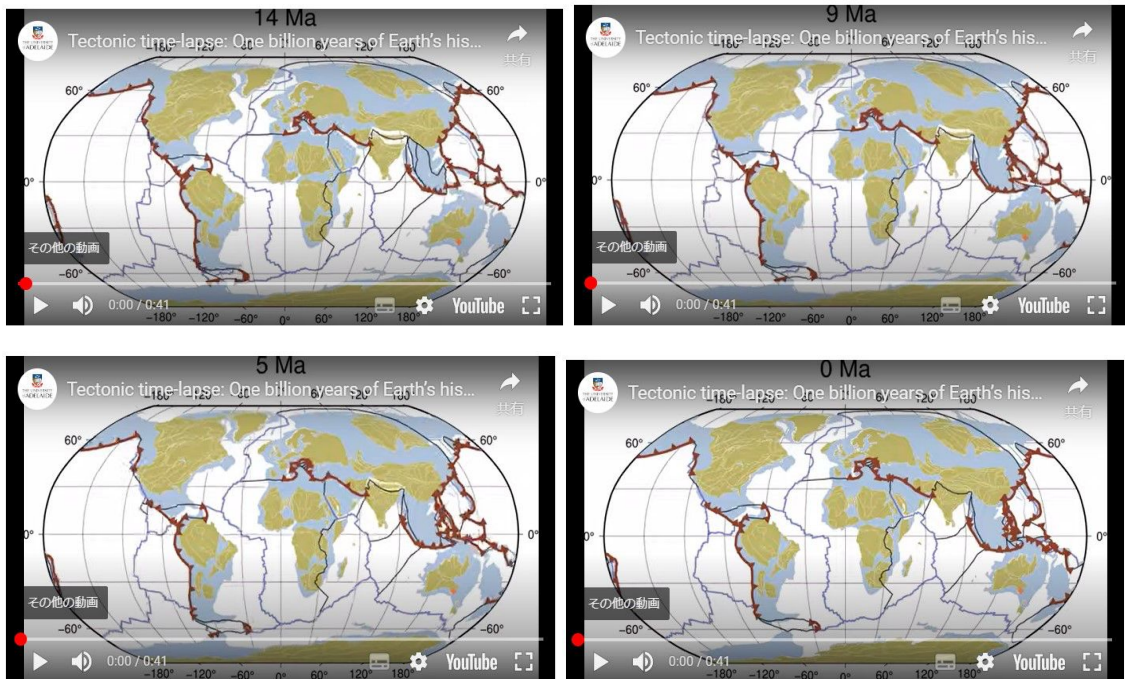 14 Ma
Tectonic time-lapse: One billion years of Earth's his...
共有
60°
60°
0°
0°
その他の動画
−60°
−60°
0:00 / 0:41
YouTube
−180° −120° −60° 0° 60° 120° 180°
9 Ma
Tectonic time-lapse: One billion years of Earth's his...
共有
60°
60°
0°
0°
その他の動画
−60°
−60°
0:00 / 0:41
YouTube
−180° −120° −60° 0° 60° 120° 180°
5 Ma
Tectonic time-lapse: One billion years of Earth's his...
共有
60°
60°
0°
0°
その他の動画
−60°
−60°
0:00 / 0:41
YouTube
−180° −120° −60° 0° 60° 120° 180°
0 Ma
Tectonic time-lapse: One billion years of Earth's his...
共有
60°
60°
0°
0°
その他の動画
−60°
−60°
0:00 / 0:41
YouTube
−180° −120° −60° 0° 60° 120° 180°